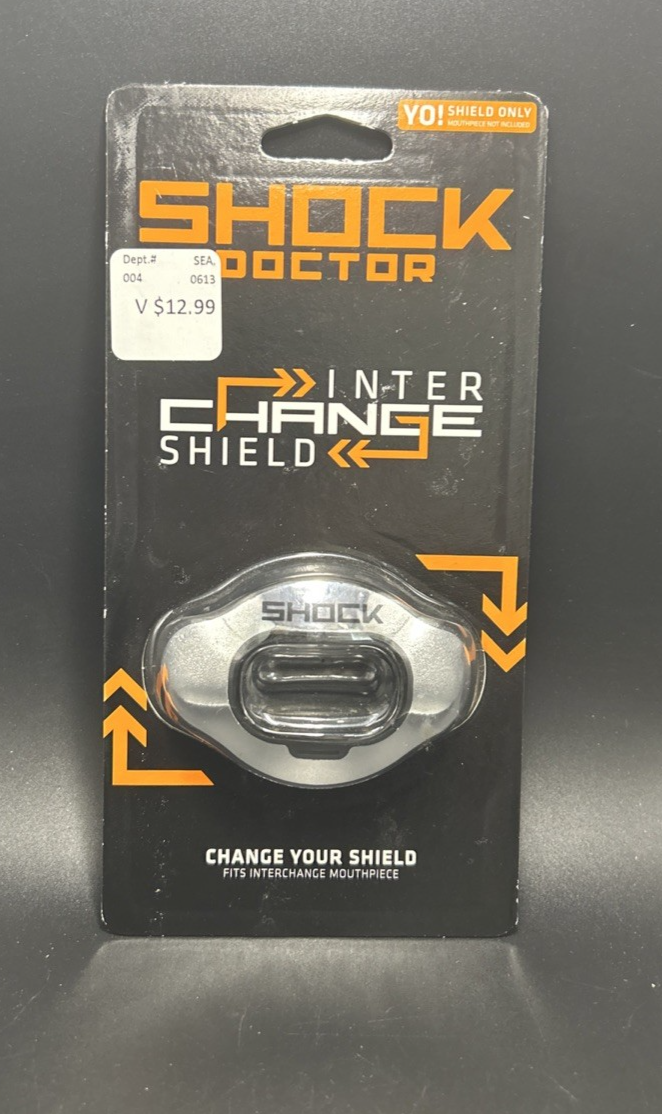 YO! SHIELD ONLY
MOUTHPIECE NOT INCLUDED
SHOCK
DOCTOR
Dept.# SEA.
004 0613
V $12.99
INTER
CHANGE
SHIELD
SHOCK
CHANGE YOUR SHIELD
FITS INTERCHANGE MOUTHPIECE